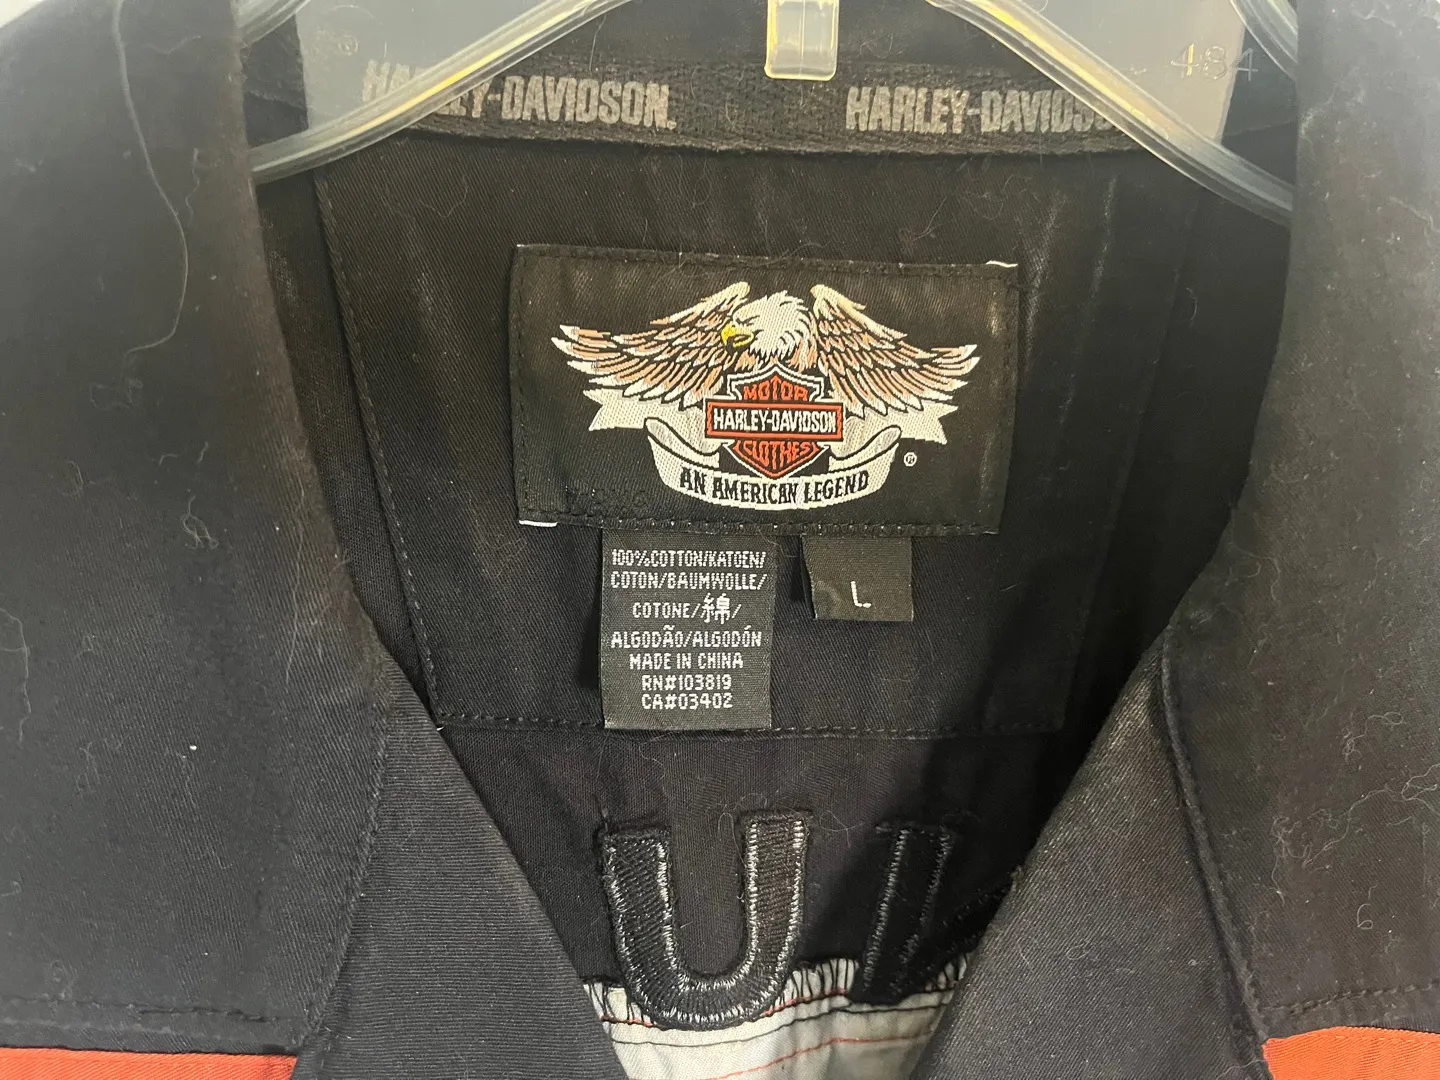 484
HARLEY-DAVIDSON.
HARLEY-DAVIDSON
MOTOR
HARLEY-DAVIDSON
CLOTHES
®
AN AMERICAN LEGEND
100%COTTON/KATOEN/
COTON/BAUMWOLLE/
COTONE/綿/
ALGODÃO/ALGODÓN
MADE IN CHINA
RN#103819
CA#03402
L